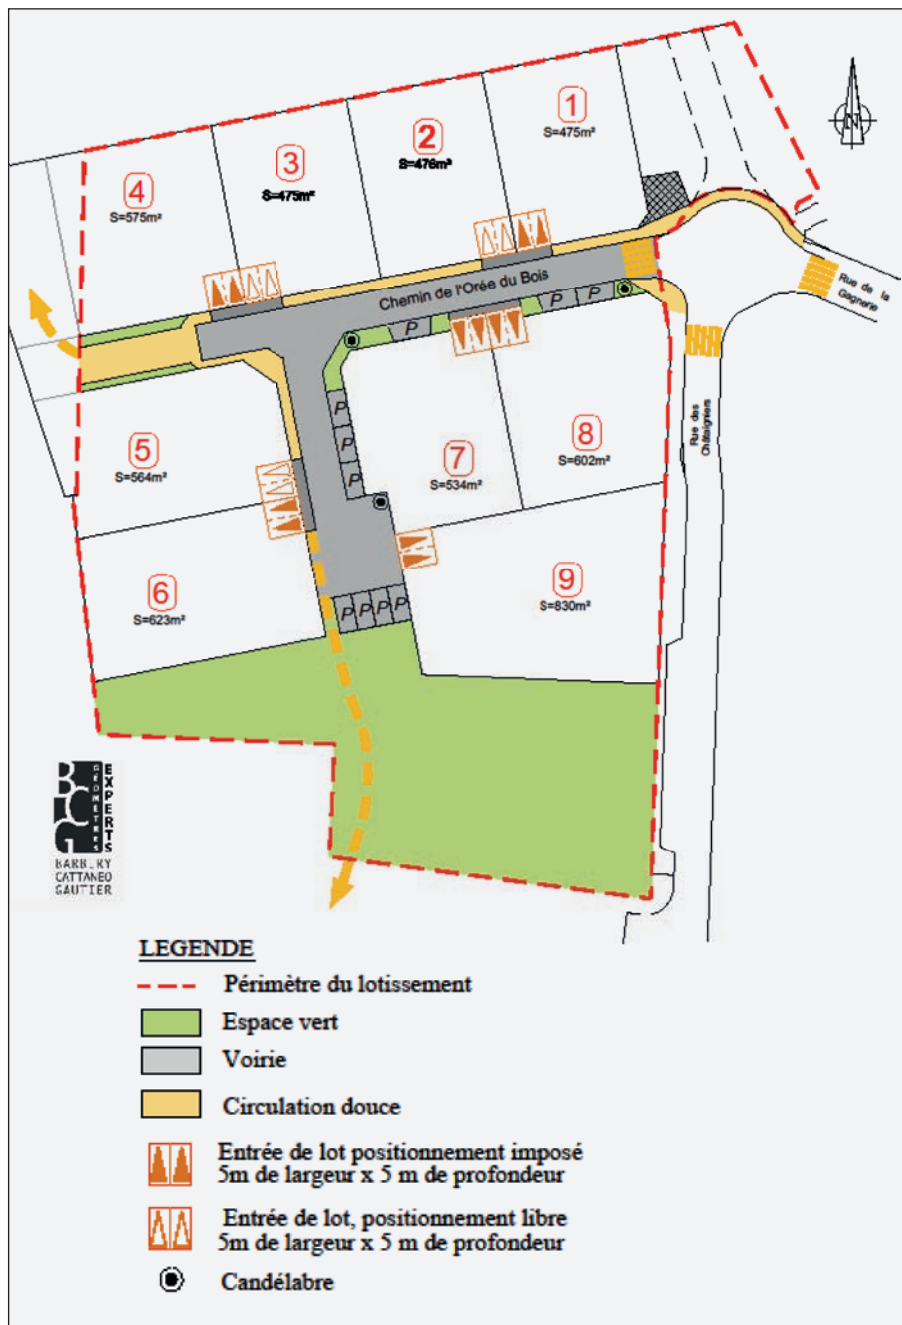 1
S=475m²
2
S=476m²
3
S=475m²
4
S=575m²
N
Chemin de l'Orée du Bois
Rue de la
Gagnerie
P
P
P
Rue des
Châtaigniers
P
P
P
5
S=564m²
7
S=534m²
8
S=602m²
6
S=623m²
9
S=830m²
P P P P
BCG
GÉOMÈTRES
EXPERTS
CATTANEO
GAUTIER
LEGENDE
Périmètre du lotissement
Espace vert
Voirie
Circulation douce
Entrée de lot positionnement imposé
5m de largeur x 5 m de profondeur
Entrée de lot, positionnement libre
5m de largeur x 5 m de profondeur
Candélabre